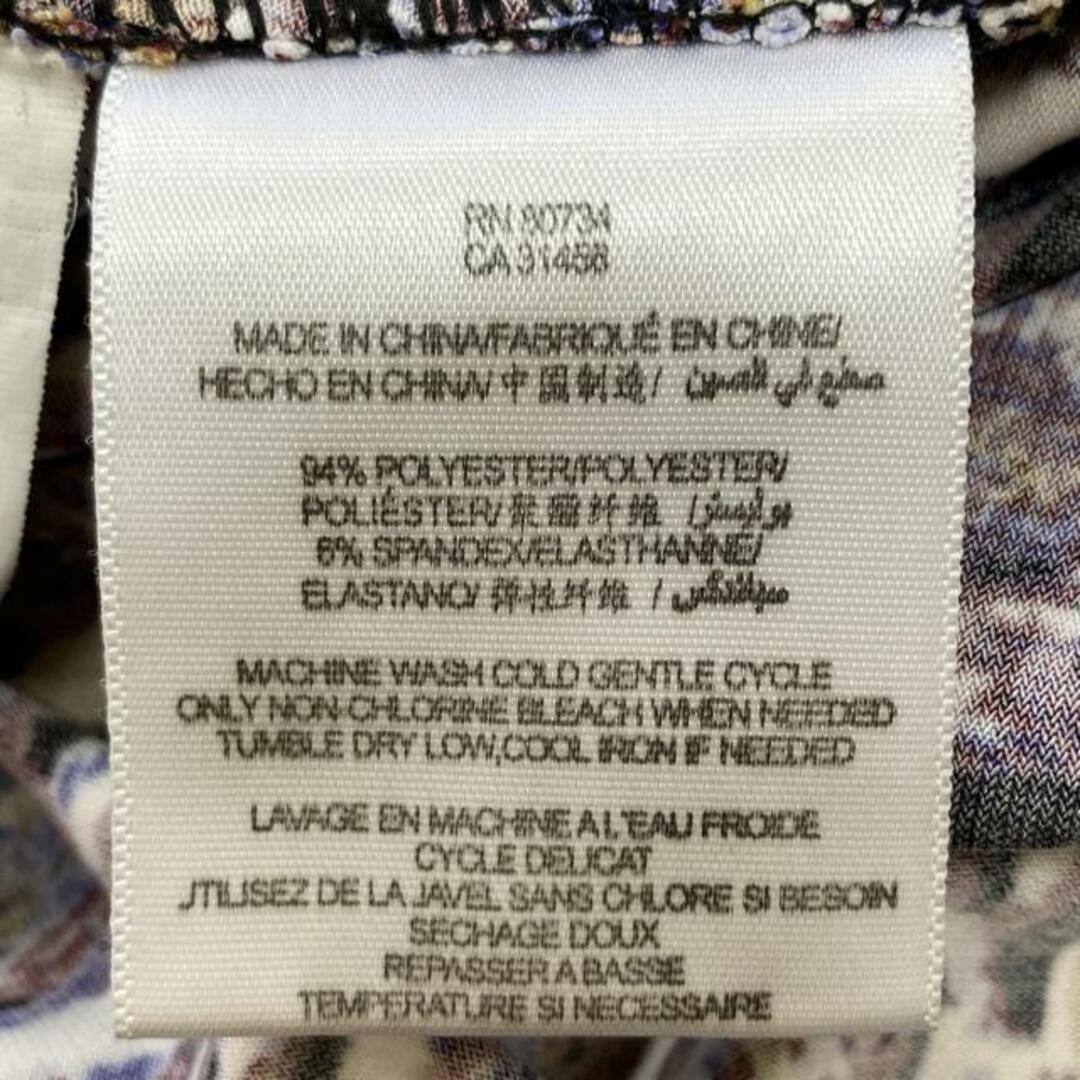 RN 80734
CA 31458
MADE IN CHINA/FABRIQUÉ EN CHINE/
HECHO EN CHINA/ 中国制造/ صنع في الصين
94% POLYESTER/POLYESTER/
POLIÉSTER/ 聚酯纤维 / بوليستر
6% SPANDEX/ELASTHANNE/
ELASTANO/ 弹性纤维 / سباندكس
MACHINE WASH COLD GENTLE CYCLE
ONLY NON-CHLORINE BLEACH WHEN NEEDED
TUMBLE DRY LOW,COOL IRON IF NEEDED
LAVAGE EN MACHINE A L'EAU FROIDE
CYCLE DELICAT
UTILISEZ DE LA JAVEL SANS CHLORE SI BESOIN
SECHAGE DOUX
REPASSER A BASSE
TEMPERATURE SI NECESSAIRE